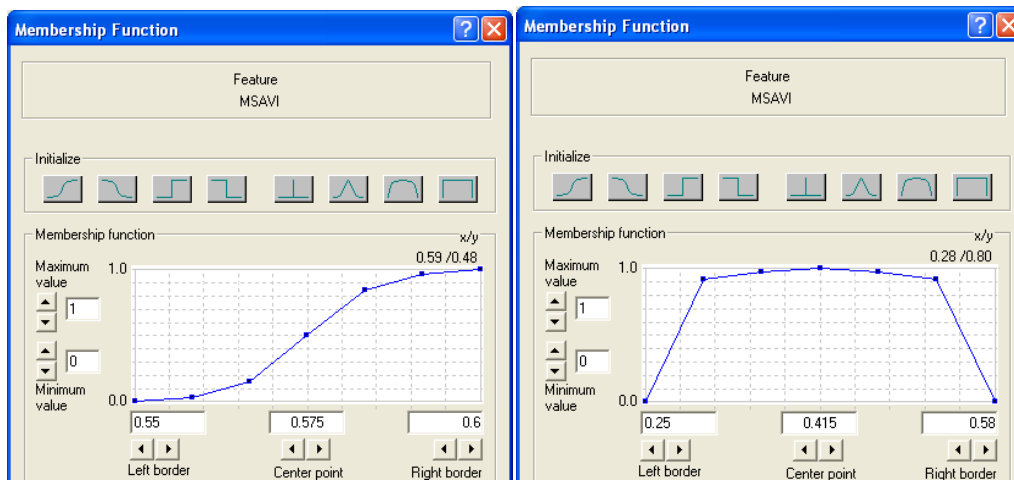 Membership Function
Feature
MSAVI
Initialize
Membership function
x/y
0.59 /0.48
Maximum
value
1.0
1
0
Minimum
value
0.0
0.55
0.575
0.6
Left border
Center point
Right border
Membership Function
Feature
MSAVI
Initialize
Membership function
x/y
0.28 /0.80
Maximum
value
1.0
1
0
Minimum
value
0.0
0.25
0.415
0.58
Left border
Center point
Right border